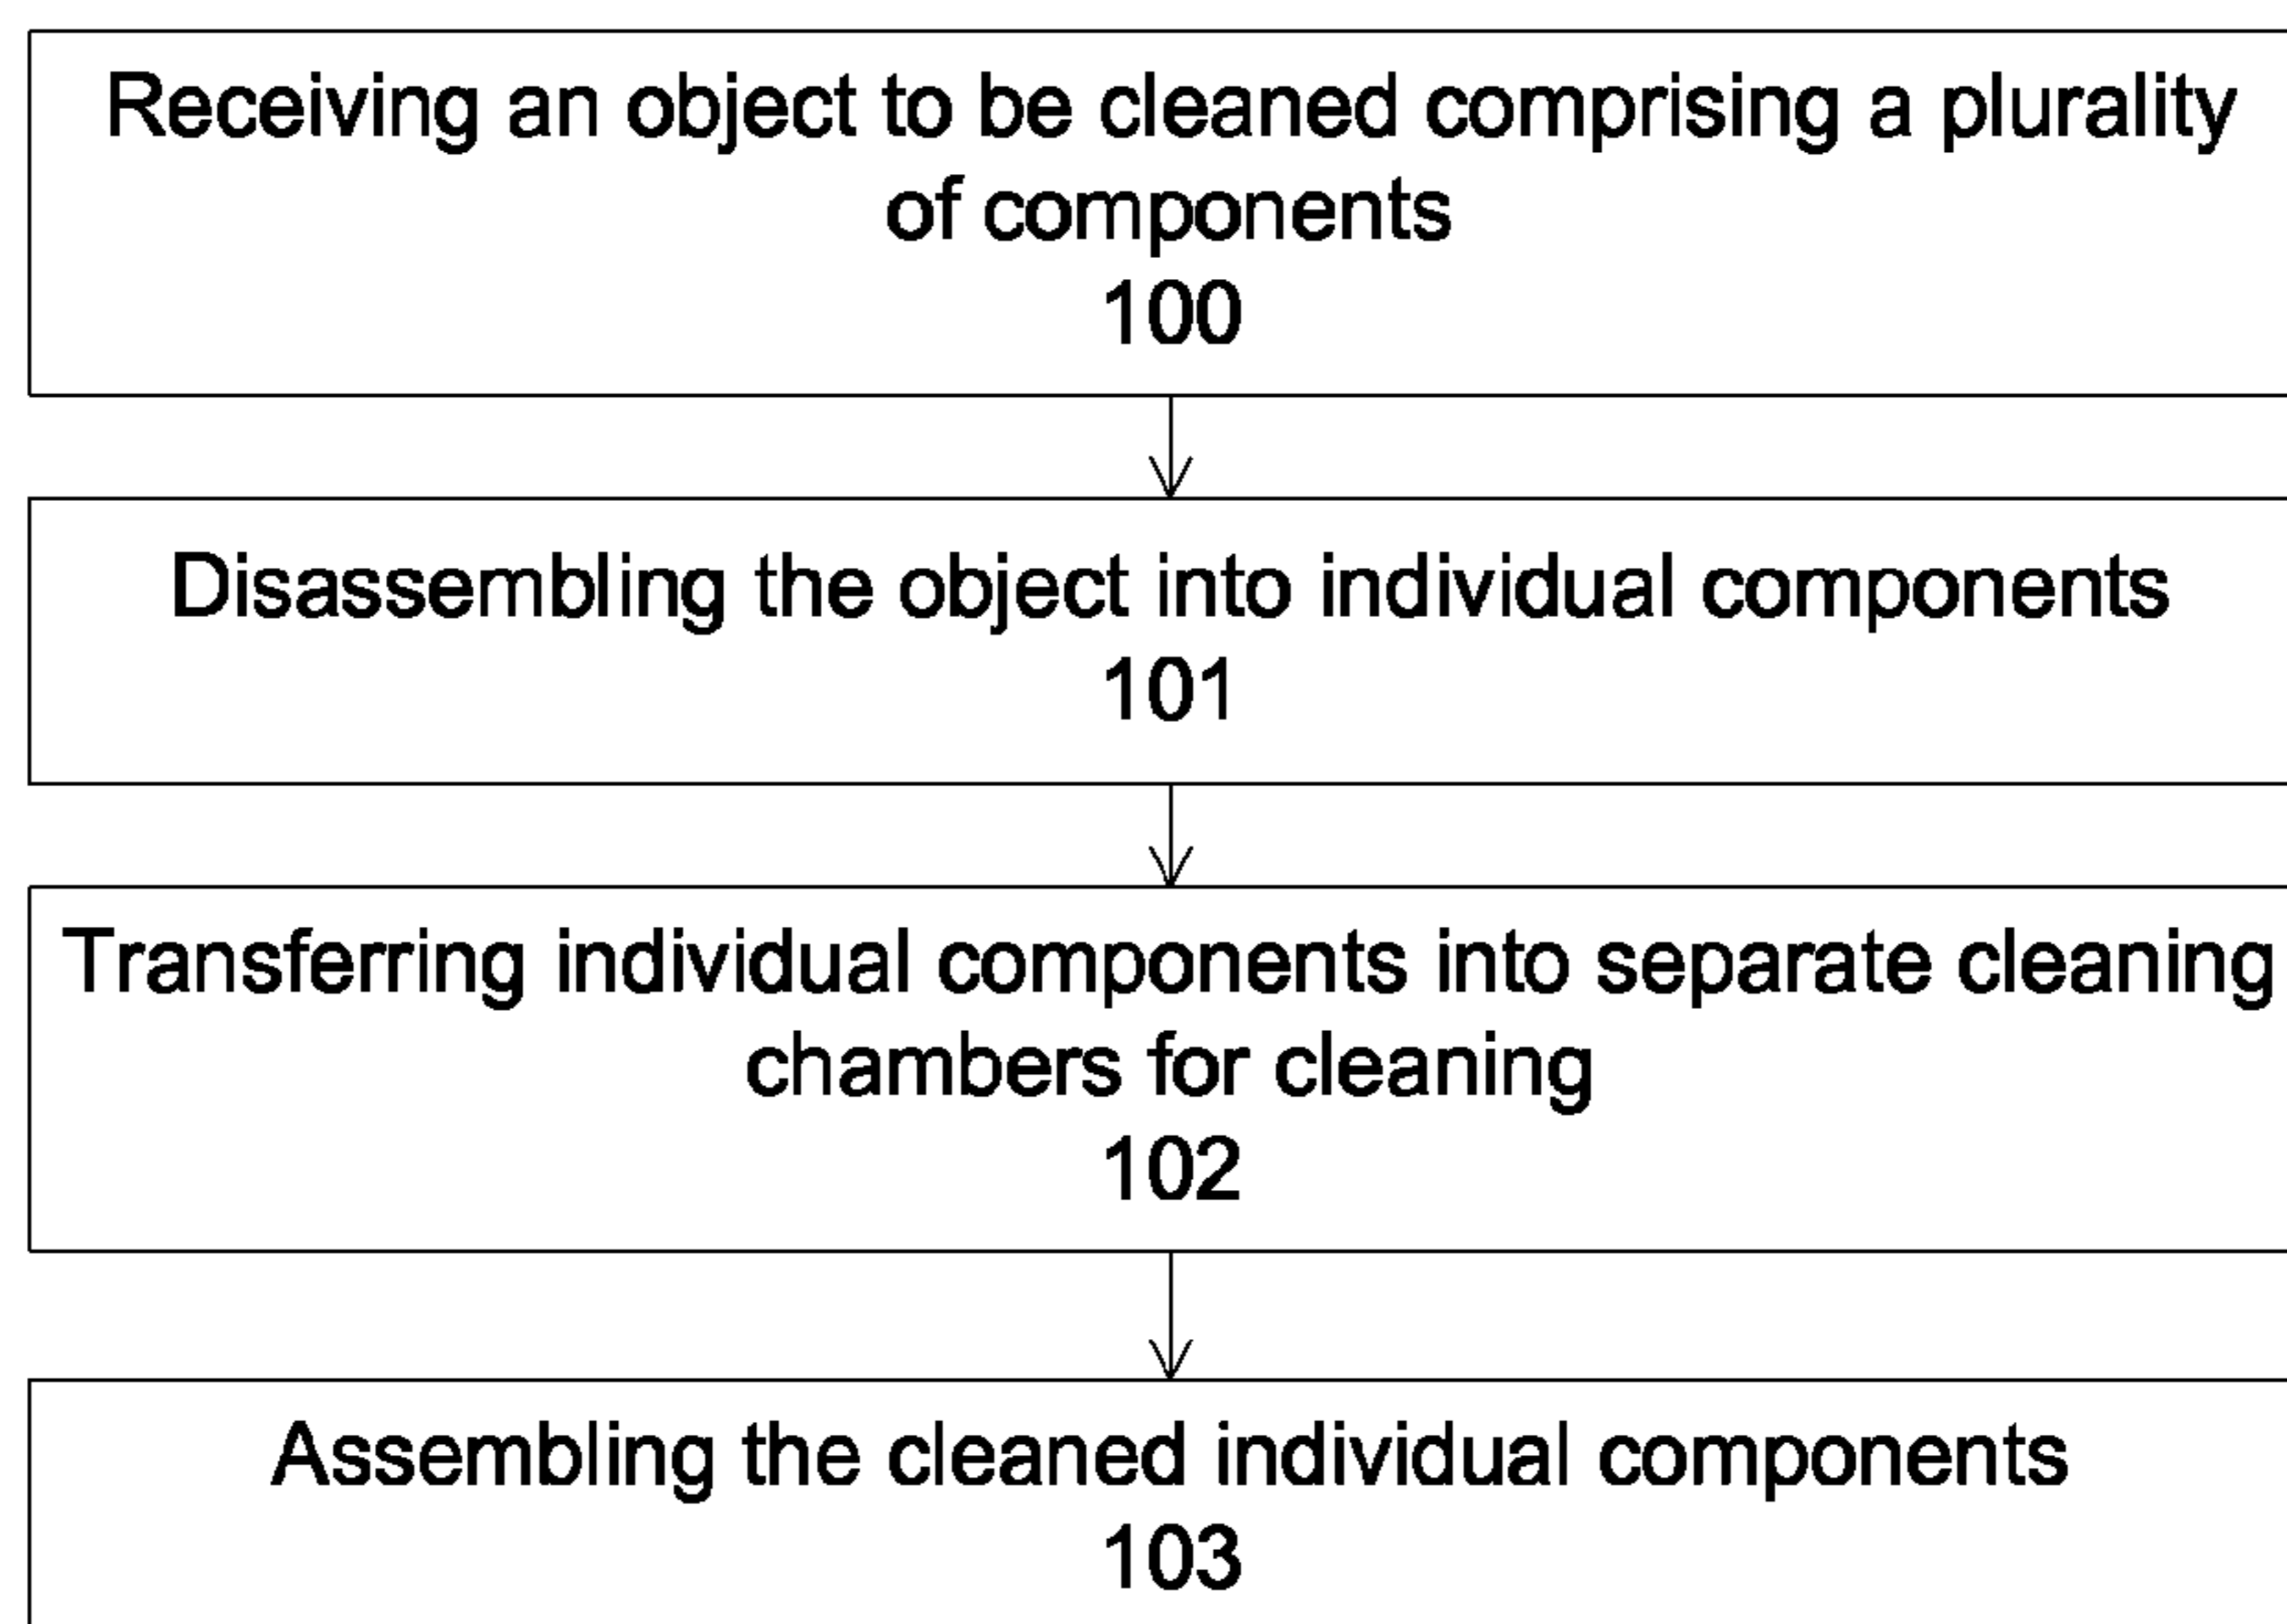 Receiving an object to be cleaned comprising a plurality
of components
100
Disassembling the object into individual components
101
Transferring individual components into separate cleaning
chambers for cleaning
102
Assembling the cleaned individual components
103